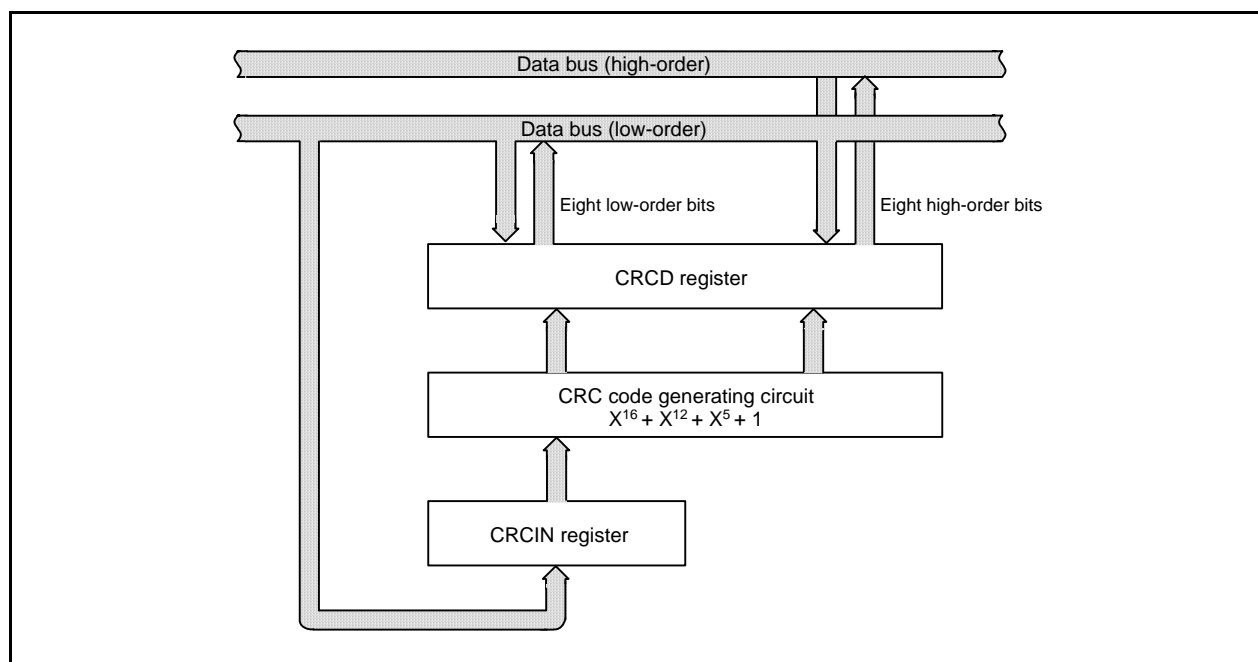 Data bus (high-order)
Data bus (low-order)
Eight low-order bits
Eight high-order bits
CRCD register
CRC code generating circuit
X¹⁶ + X¹² + X⁵ + 1
CRCIN register